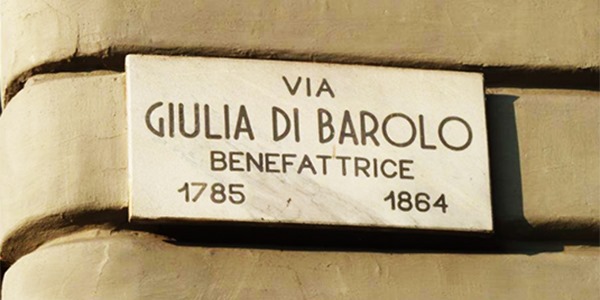 VIA
GIULIA DI BAROLO
BENEFATTRICE
1785 1864